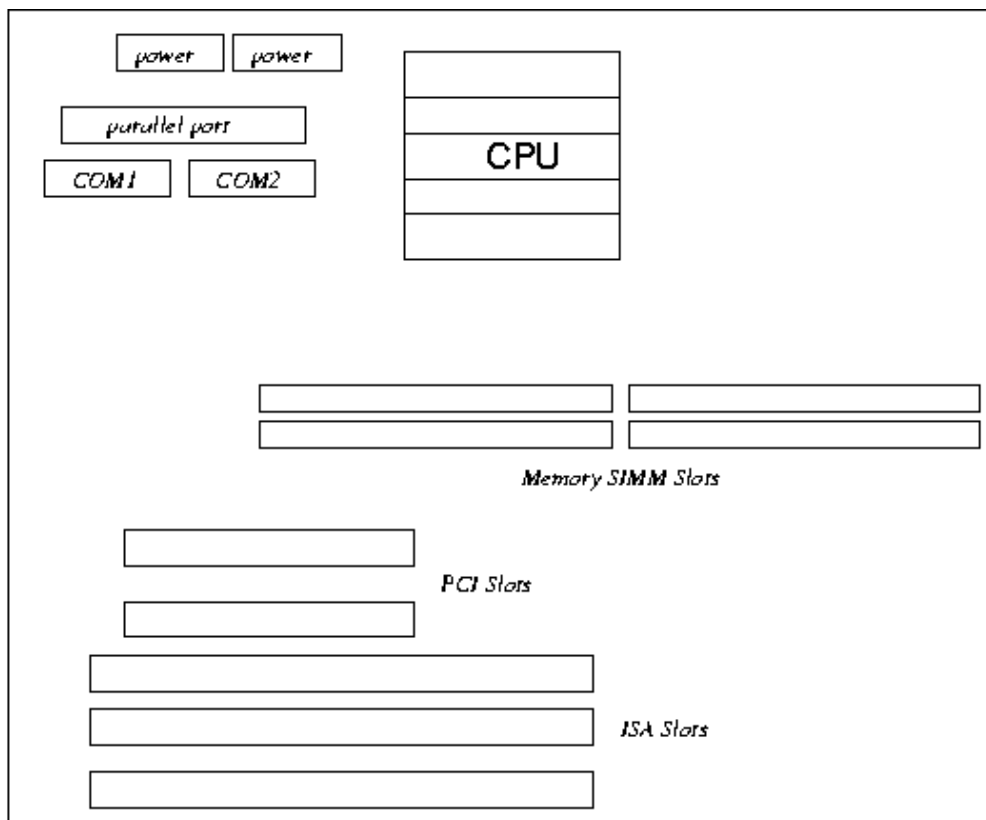 power power
parallel port
CPU
COM1 COM2
Memory SIMM Slots
PCI Slots
ISA Slots